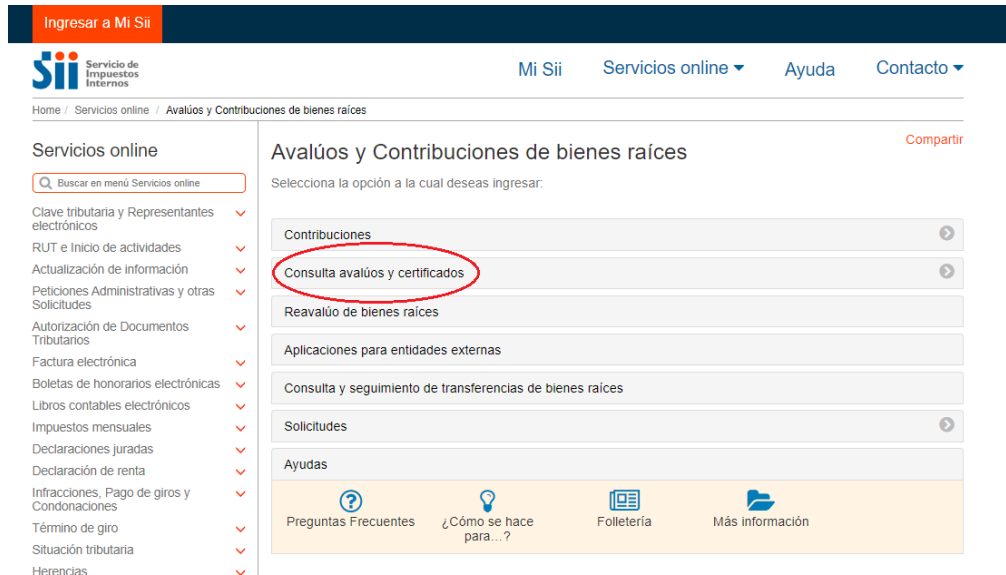 Ingresar a Mi Sii
sii Servicio de
Impuestos
Internos
Mi Sii Servicios online Ayuda Contacto
Home / Servicios online / Avalúos y Contribuciones de bienes raíces
Servicios online
Buscar en menú Servicios online
Clave tributaria y Representantes
electrónicos
RUT e Inicio de actividades
Actualización de información
Peticiones Administrativas y otras
Solicitudes
Autorización de Documentos
Tributarios
Factura electrónica
Boletas de honorarios electrónicas
Libros contables electrónicos
Impuestos mensuales
Declaraciones juradas
Declaración de renta
Infracciones, Pago de giros y
Condonaciones
Término de giro
Situación tributaria
Herencias
Compartir
Avalúos y Contribuciones de bienes raíces
Selecciona la opción a la cual deseas ingresar:
Contribuciones
Consulta avalúos y certificados
Reavalúo de bienes raíces
Aplicaciones para entidades externas
Consulta y seguimiento de transferencias de bienes raíces
Solicitudes
Ayudas
Preguntas Frecuentes
¿Cómo se hace
para...?
Folletería
Más información